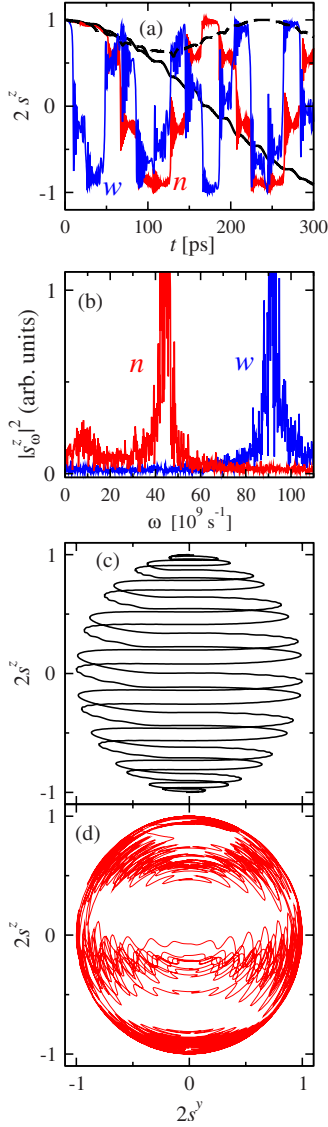 (a)
1
0
-1
2 s^z
w
n
0
100
200
300
t [ps]
(b)
1
0
|s^z_ω|^2 (arb. units)
n
w
0
20
40
60
80
100
ω [10^9 s^-1]
(c)
1
0
-1
2s^z
(d)
1
0
-1
2s^z
-1
0
1
2s^y